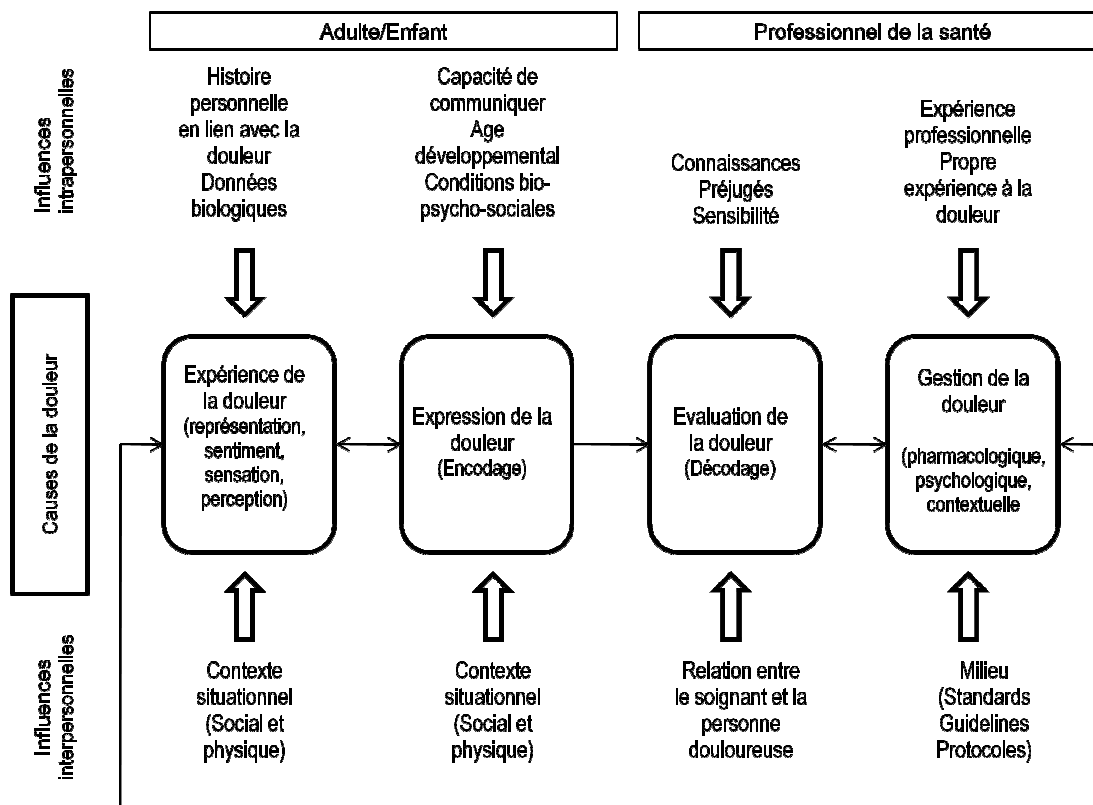 Adulte/Enfant
Professionnel de la santé
Influences
intrapersonnelles
Histoire
personnelle
en lien avec la
douleur
Données
biologiques
Capacité de
communiquer
Age
développemental
Conditions bio-
psycho-sociales
Connaissances
Préjugés
Sensibilité
Expérience
professionnelle
Propre
expérience à la
douleur
Causes de la douleur
Expérience de
la douleur
(représentation,
sentiment,
sensation,
perception)
Expression de la
douleur
(Encodage)
Evaluation de
la douleur
(Décodage)
Gestion de la
douleur
(pharmacologique,
psychologique,
contextuelle
Influences
interpersonnelles
Contexte
situationnel
(Social et
physique)
Contexte
situationnel
(Social et
physique)
Relation entre
le soignant et la
personne
douloureuse
Milieu
(Standards
Guidelines
Protocoles)